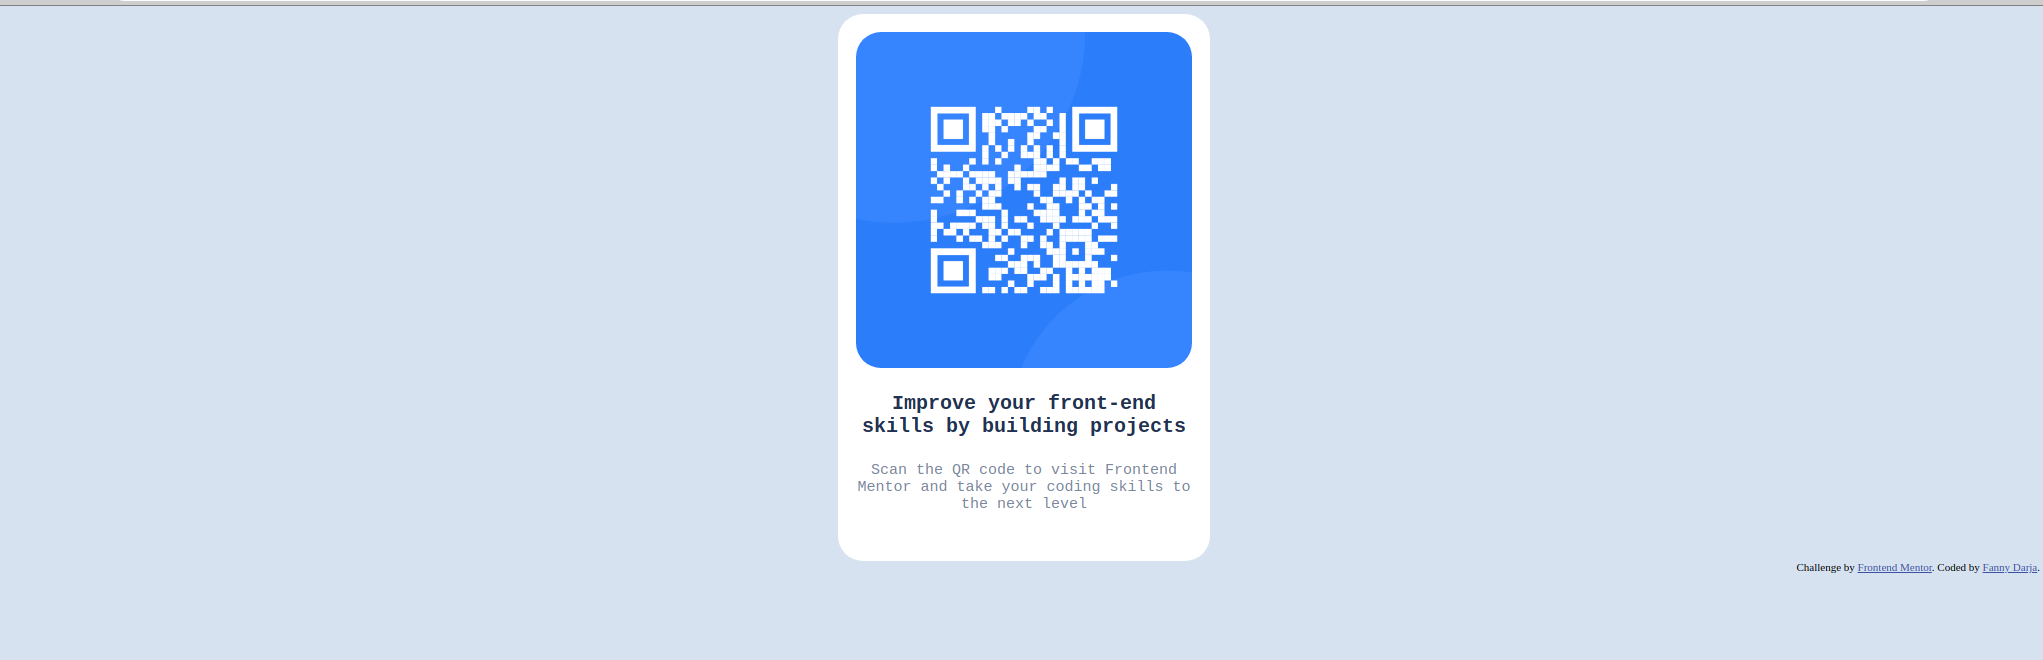 Improve your front-end
skills by building projects
Scan the QR code to visit Frontend
Mentor and take your coding skills to
the next level
Challenge by Frontend Mentor. Coded by Fanny Darja.